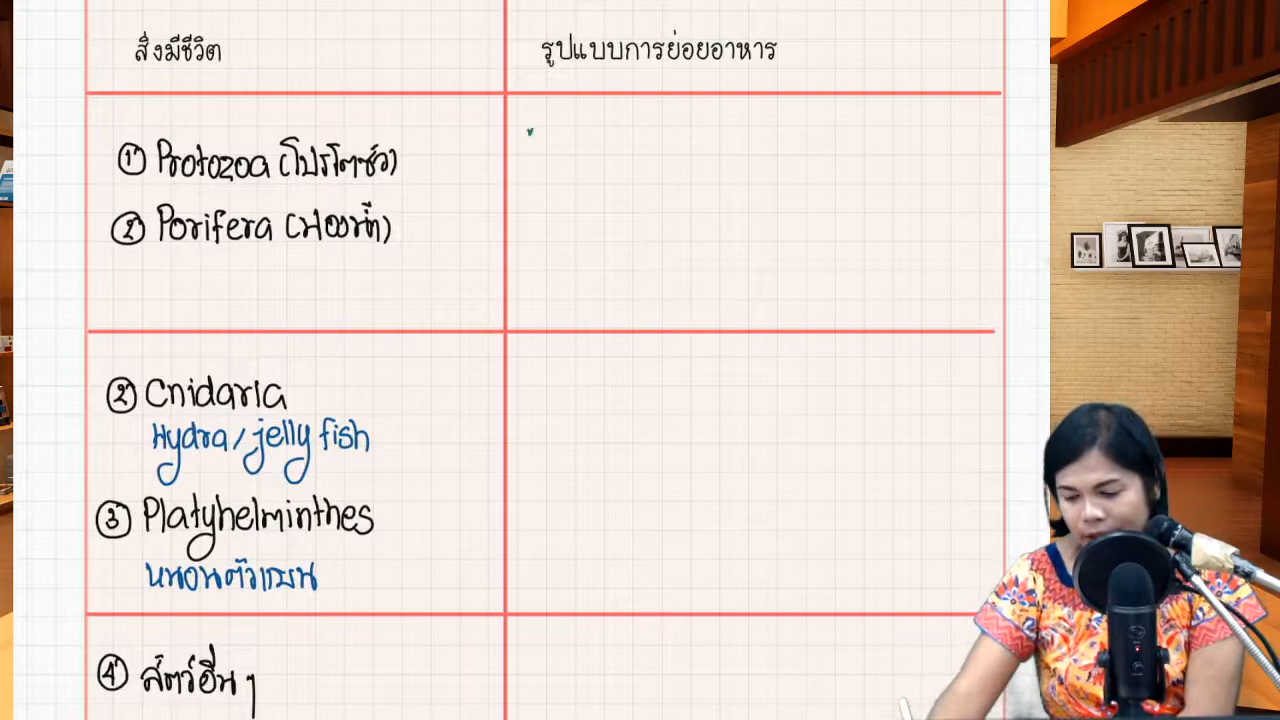 สิ่งมีชีวิต
รูปแบบการย่อยอาหาร
① Protozoa (โปรโตซัว)
② Porifera (ฟองน้ำ)
② Cnidaria
Hydra / jelly fish
③ Platyhelminthes
หนอนตัวแบน
④ สัตว์อื่น ๆ